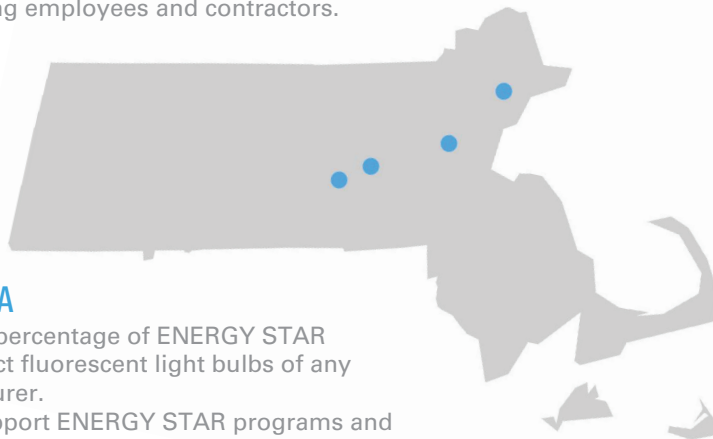 employees and contractors.
A
percentage of ENERGY STAR
fluorescent light bulbs of any
ENERGY STAR programs and